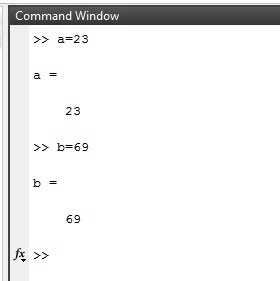 Command Window
>> a=23
a =
23
>> b=69
b =
69
fx >>